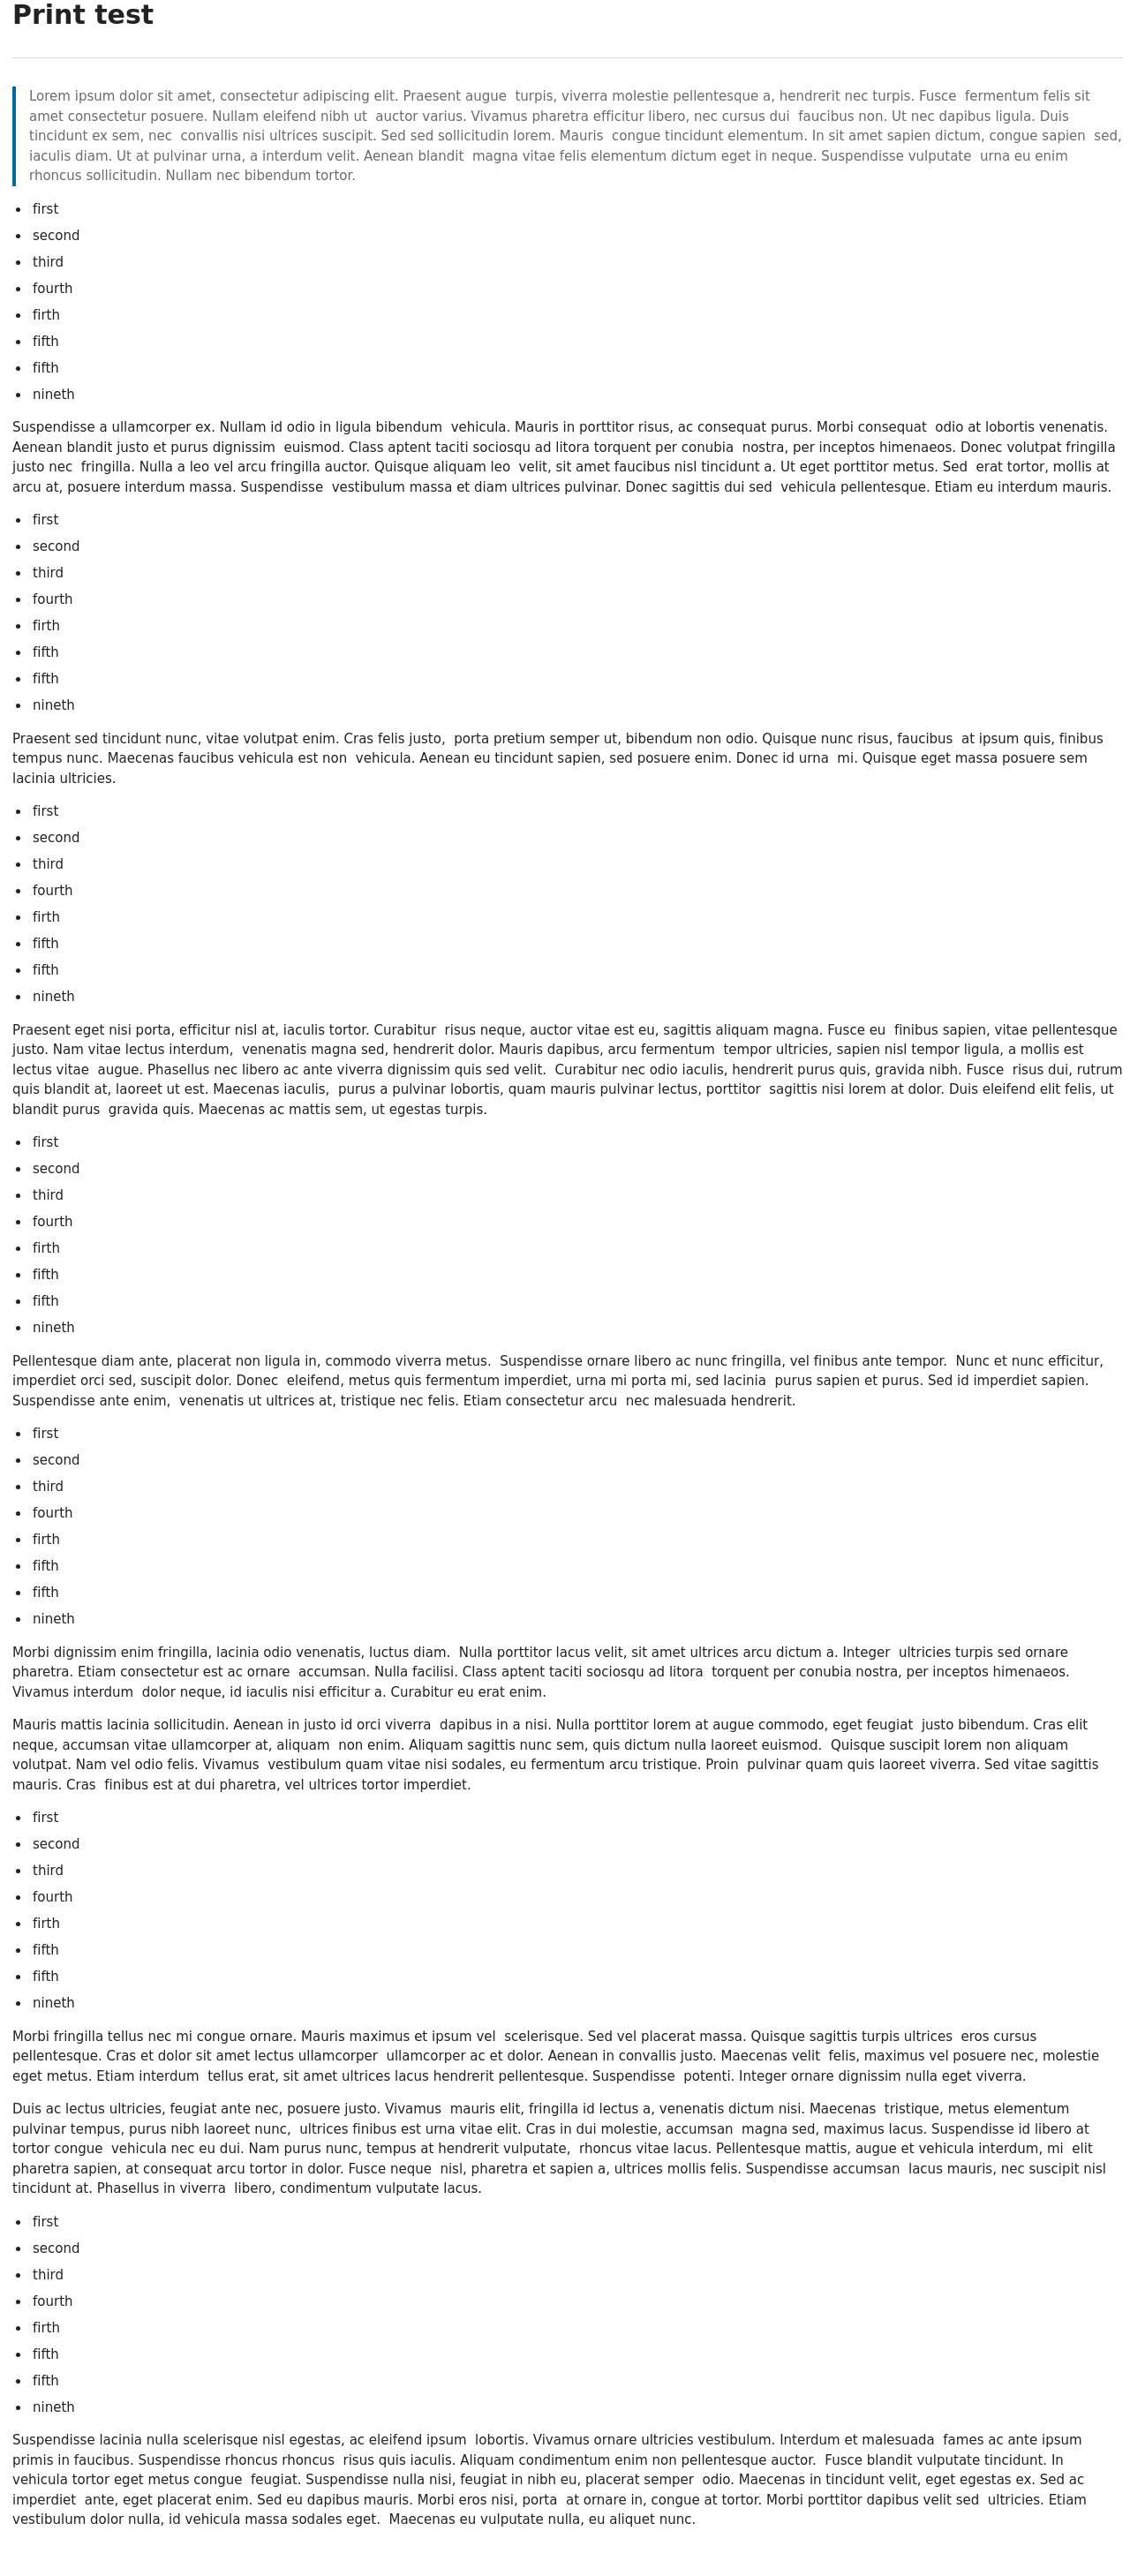 Print test
Lorem ipsum dolor sit amet, consectetur adipiscing elit. Praesent augue  turpis, viverra molestie pellentesque a, hendrerit nec turpis. Fusce  fermentum felis sit
amet consectetur posuere. Nullam eleifend nibh ut  auctor varius. Vivamus pharetra efficitur libero, nec cursus dui  faucibus non. Ut nec dapibus ligula. Duis
tincidunt ex sem, nec  convallis nisi ultrices suscipit. Sed sed sollicitudin lorem. Mauris  congue tincidunt elementum. In sit amet sapien dictum, congue sapien  sed,
iaculis diam. Ut at pulvinar urna, a interdum velit. Aenean blandit  magna vitae felis elementum dictum eget in neque. Suspendisse vulputate  urna eu enim
rhoncus sollicitudin. Nullam nec bibendum tortor.
• first
• second
• third
• fourth
• firth
• fifth
• fifth
• nineth
Suspendisse a ullamcorper ex. Nullam id odio in ligula bibendum  vehicula. Mauris in porttitor risus, ac consequat purus. Morbi consequat  odio at lobortis venenatis.
Aenean blandit justo et purus dignissim  euismod. Class aptent taciti sociosqu ad litora torquent per conubia  nostra, per inceptos himenaeos. Donec volutpat fringilla
justo nec  fringilla. Nulla a leo vel arcu fringilla auctor. Quisque aliquam leo  velit, sit amet faucibus nisl tincidunt a. Ut eget porttitor metus. Sed  erat tortor, mollis at
arcu at, posuere interdum massa. Suspendisse  vestibulum massa et diam ultrices pulvinar. Donec sagittis dui sed  vehicula pellentesque. Etiam eu interdum mauris.
• first
• second
• third
• fourth
• firth
• fifth
• fifth
• nineth
Praesent sed tincidunt nunc, vitae volutpat enim. Cras felis justo,  porta pretium semper ut, bibendum non odio. Quisque nunc risus, faucibus  at ipsum quis, finibus
tempus nunc. Maecenas faucibus vehicula est non  vehicula. Aenean eu tincidunt sapien, sed posuere enim. Donec id urna  mi. Quisque eget massa posuere sem
lacinia ultricies.
• first
• second
• third
• fourth
• firth
• fifth
• fifth
• nineth
Praesent eget nisi porta, efficitur nisl at, iaculis tortor. Curabitur  risus neque, auctor vitae est eu, sagittis aliquam magna. Fusce eu  finibus sapien, vitae pellentesque
justo. Nam vitae lectus interdum,  venenatis magna sed, hendrerit dolor. Mauris dapibus, arcu fermentum  tempor ultricies, sapien nisl tempor ligula, a mollis est
lectus vitae  augue. Phasellus nec libero ac ante viverra dignissim quis sed velit.  Curabitur nec odio iaculis, hendrerit purus quis, gravida nibh. Fusce  risus dui, rutrum
quis blandit at, laoreet ut est. Maecenas iaculis,  purus a pulvinar lobortis, quam mauris pulvinar lectus, porttitor  sagittis nisi lorem at dolor. Duis eleifend elit felis, ut
blandit purus  gravida quis. Maecenas ac mattis sem, ut egestas turpis.
• first
• second
• third
• fourth
• firth
• fifth
• fifth
• nineth
Pellentesque diam ante, placerat non ligula in, commodo viverra metus.  Suspendisse ornare libero ac nunc fringilla, vel finibus ante tempor.  Nunc et nunc efficitur,
imperdiet orci sed, suscipit dolor. Donec  eleifend, metus quis fermentum imperdiet, urna mi porta mi, sed lacinia  purus sapien et purus. Sed id imperdiet sapien.
Suspendisse ante enim,  venenatis ut ultrices at, tristique nec felis. Etiam consectetur arcu  nec malesuada hendrerit.
• first
• second
• third
• fourth
• firth
• fifth
• fifth
• nineth
Morbi dignissim enim fringilla, lacinia odio venenatis, luctus diam.  Nulla porttitor lacus velit, sit amet ultrices arcu dictum a. Integer  ultricies turpis sed ornare
pharetra. Etiam consectetur est ac ornare  accumsan. Nulla facilisi. Class aptent taciti sociosqu ad litora  torquent per conubia nostra, per inceptos himenaeos.
Vivamus interdum  dolor neque, id iaculis nisi efficitur a. Curabitur eu erat enim.
Mauris mattis lacinia sollicitudin. Aenean in justo id orci viverra  dapibus in a nisi. Nulla porttitor lorem at augue commodo, eget feugiat  justo bibendum. Cras elit
neque, accumsan vitae ullamcorper at, aliquam  non enim. Aliquam sagittis nunc sem, quis dictum nulla laoreet euismod.  Quisque suscipit lorem non aliquam
volutpat. Nam vel odio felis. Vivamus  vestibulum quam vitae nisi sodales, eu fermentum arcu tristique. Proin  pulvinar quam quis laoreet viverra. Sed vitae sagittis
mauris. Cras  finibus est at dui pharetra, vel ultrices tortor imperdiet.
• first
• second
• third
• fourth
• firth
• fifth
• fifth
• nineth
Morbi fringilla tellus nec mi congue ornare. Mauris maximus et ipsum vel  scelerisque. Sed vel placerat massa. Quisque sagittis turpis ultrices  eros cursus
pellentesque. Cras et dolor sit amet lectus ullamcorper  ullamcorper ac et dolor. Aenean in convallis justo. Maecenas velit  felis, maximus vel posuere nec, molestie
eget metus. Etiam interdum  tellus erat, sit amet ultrices lacus hendrerit pellentesque. Suspendisse  potenti. Integer ornare dignissim nulla eget viverra.
Duis ac lectus ultricies, feugiat ante nec, posuere justo. Vivamus  mauris elit, fringilla id lectus a, venenatis dictum nisi. Maecenas  tristique, metus elementum
pulvinar tempus, purus nibh laoreet nunc,  ultrices finibus est urna vitae elit. Cras in dui molestie, accumsan  magna sed, maximus lacus. Suspendisse id libero at
tortor congue  vehicula nec eu dui. Nam purus nunc, tempus at hendrerit vulputate,  rhoncus vitae lacus. Pellentesque mattis, augue et vehicula interdum, mi  elit
pharetra sapien, at consequat arcu tortor in dolor. Fusce neque  nisl, pharetra et sapien a, ultrices mollis felis. Suspendisse accumsan  lacus mauris, nec suscipit nisl
tincidunt at. Phasellus in viverra  libero, condimentum vulputate lacus.
• first
• second
• third
• fourth
• firth
• fifth
• fifth
• nineth
Suspendisse lacinia nulla scelerisque nisl egestas, ac eleifend ipsum  lobortis. Vivamus ornare ultricies vestibulum. Interdum et malesuada  fames ac ante ipsum
primis in faucibus. Suspendisse rhoncus rhoncus  risus quis iaculis. Aliquam condimentum enim non pellentesque auctor.  Fusce blandit vulputate tincidunt. In
vehicula tortor eget metus congue  feugiat. Suspendisse nulla nisi, feugiat in nibh eu, placerat semper  odio. Maecenas in tincidunt velit, eget egestas ex. Sed ac
imperdiet  ante, eget placerat enim. Sed eu dapibus mauris. Morbi eros nisi, porta  at ornare in, congue at tortor. Morbi porttitor dapibus velit sed  ultricies. Etiam
vestibulum dolor nulla, id vehicula massa sodales eget.  Maecenas eu vulputate nulla, eu aliquet nunc.